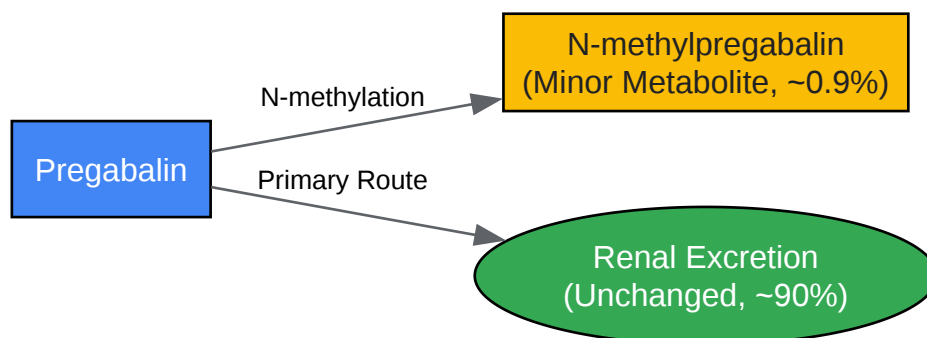 Pregabalin
N-methylation
N-methylpregabalin
(Minor Metabolite, ~0.9%)
Primary Route
Renal Excretion
(Unchanged, ~90%)